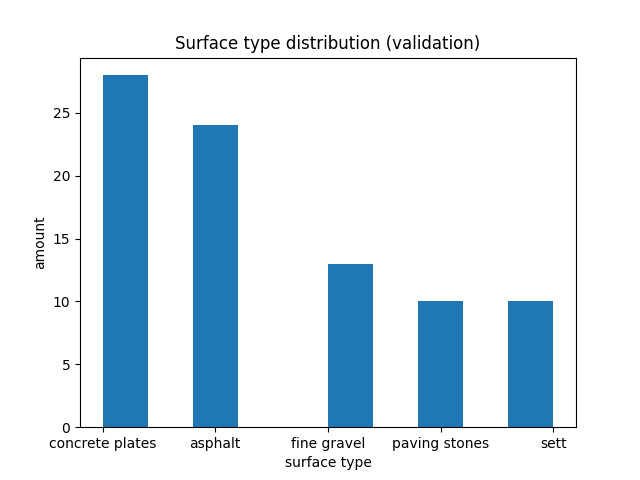 Surface type distribution (validation)
25
20
15
10
5
0
amount
concrete plates asphalt fine gravel paving stones sett
surface type